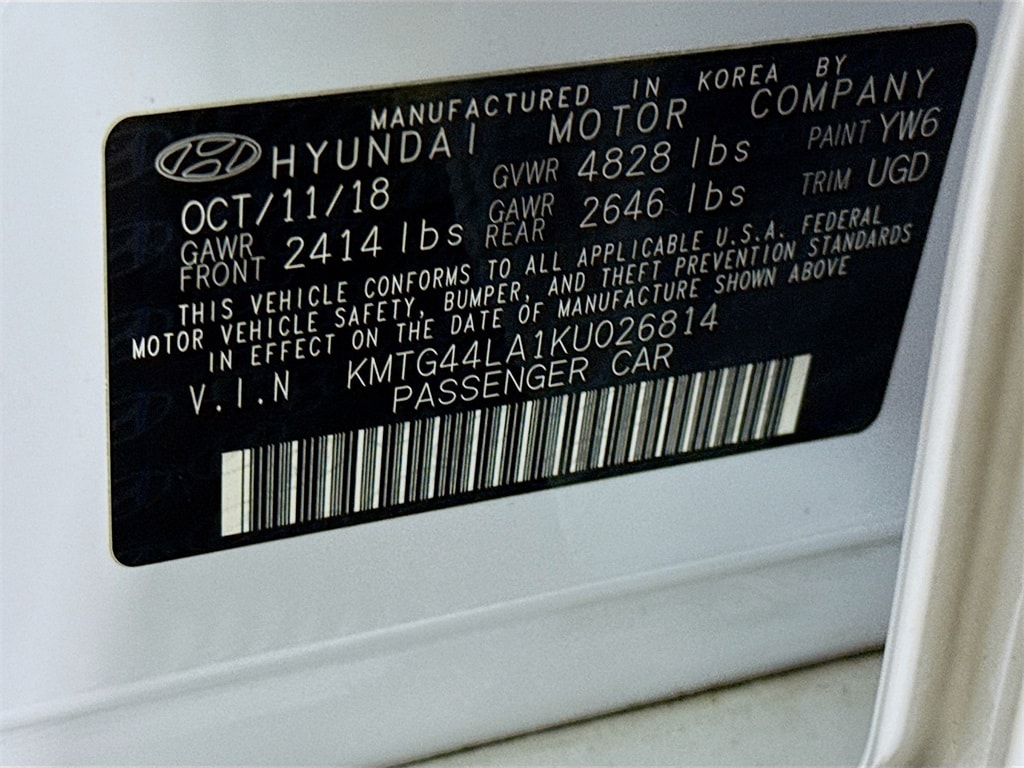 MANUFACTURED IN KOREA BY
HYUNDAI MOTOR COMPANY
OCT/11/18 GVWR 4828 lbs PAINT YW6
GAWR FRONT 2414 lbs GAWR REAR 2646 lbs TRIM UGD
THIS VEHICLE CONFORMS TO ALL APPLICABLE U.S.A. FEDERAL
MOTOR VEHICLE SAFETY, BUMPER, AND THEFT PREVENTION STANDARDS
IN EFFECT ON THE DATE OF MANUFACTURE SHOWN ABOVE
V.I.N KMTG44LA1KU026814
PASSENGER CAR